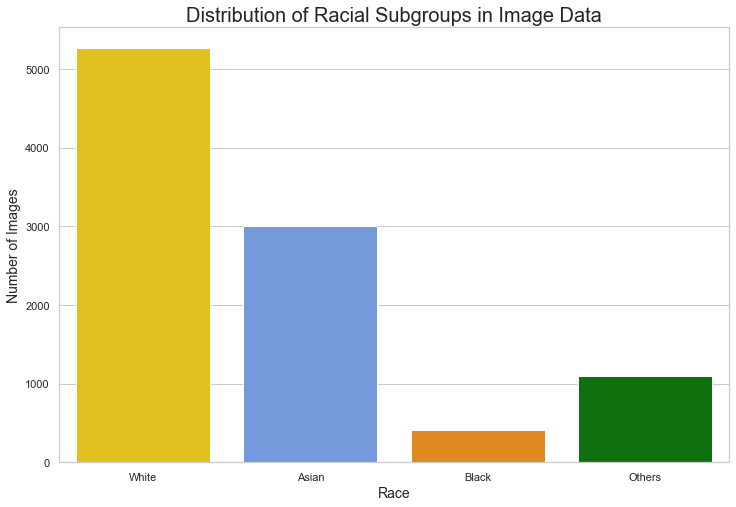 Distribution of Racial Subgroups in Image Data
Number of Images
5000
4000
3000
2000
1000
0
White Asian Black Others
Race